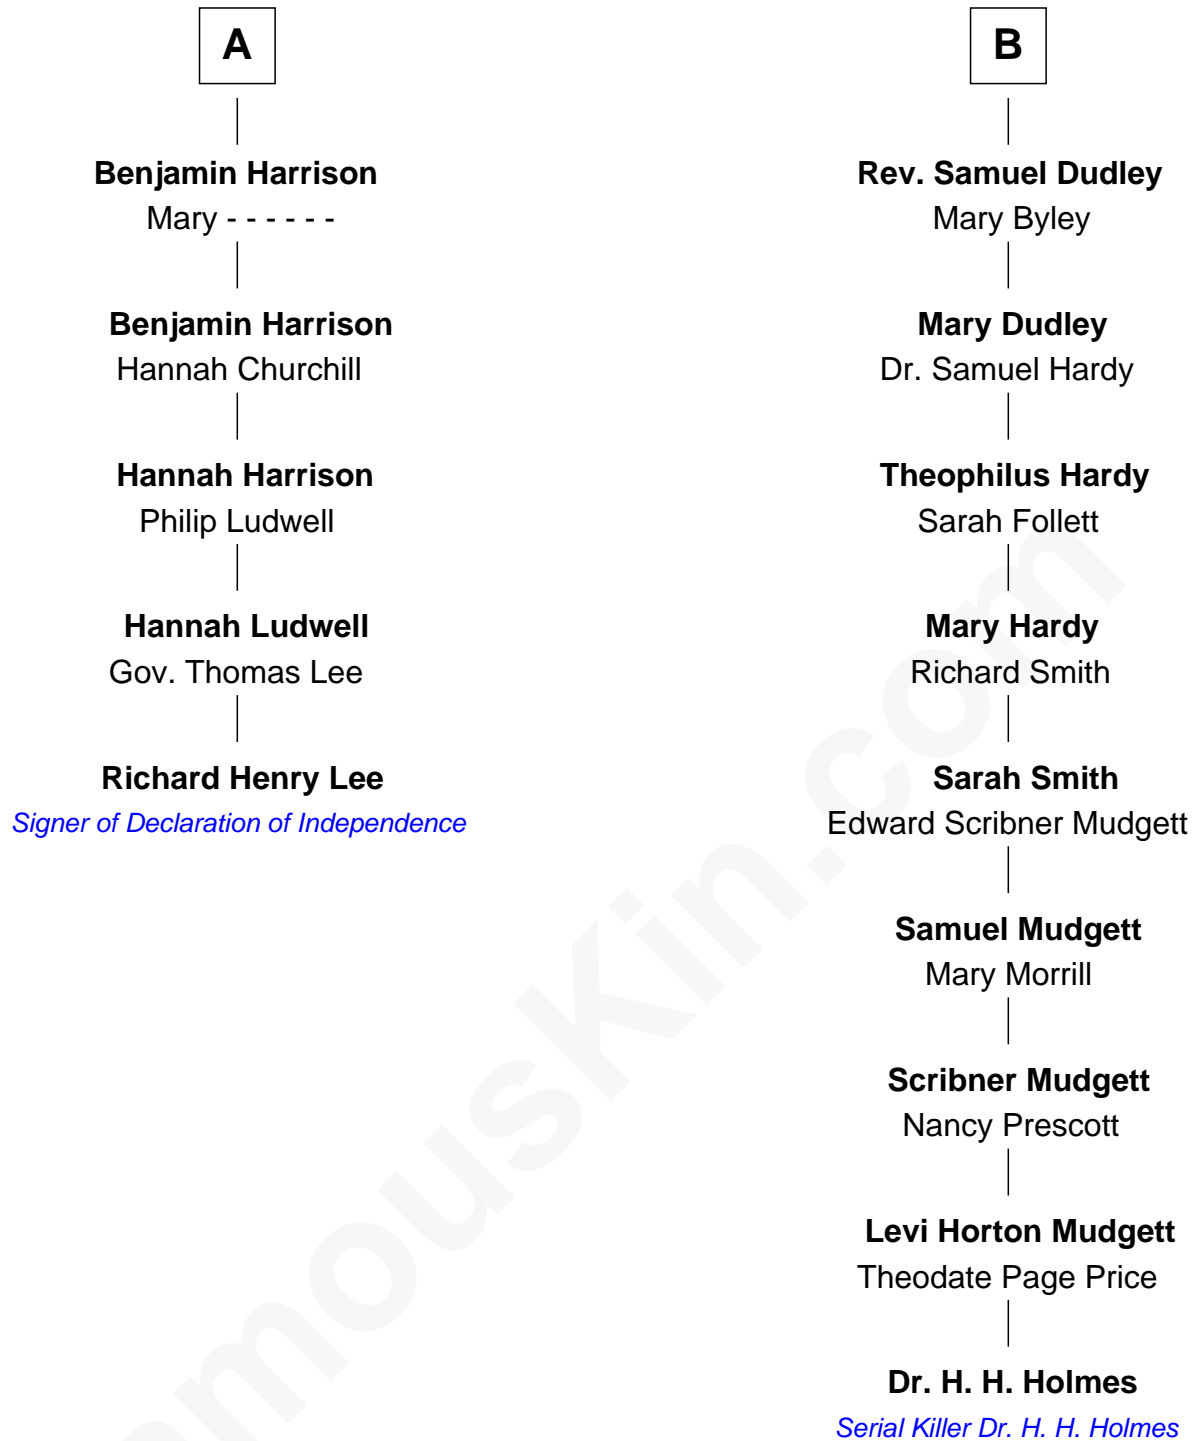 A
Benjamin Harrison
Mary - - - - - -
Benjamin Harrison
Hannah Churchill
Hannah Harrison
Philip Ludwell
Hannah Ludwell
Gov. Thomas Lee
Richard Henry Lee
Signer of Declaration of Independence
B
Rev. Samuel Dudley
Mary Byley
Mary Dudley
Dr. Samuel Hardy
Theophilus Hardy
Sarah Follett
Mary Hardy
Richard Smith
Sarah Smith
Edward Scribner Mudgett
Samuel Mudgett
Mary Morrill
Scribner Mudgett
Nancy Prescott
Levi Horton Mudgett
Theodate Page Price
Dr. H. H. Holmes
Serial Killer Dr. H. H. Holmes
amouskin.com